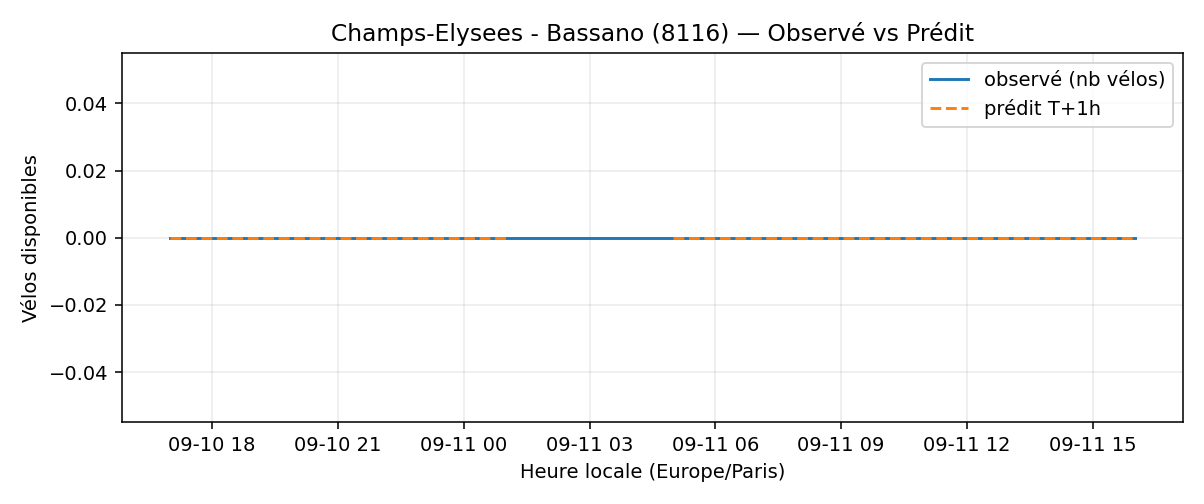 Champs-Elysees - Bassano (8116) — Observé vs Prédit
observé (nb vélos)
prédit T+1h
Vélos disponibles
0.04
0.02
0.00
−0.02
−0.04
09-10 18
09-10 21
09-11 00
09-11 03
09-11 06
09-11 09
09-11 12
09-11 15
Heure locale (Europe/Paris)